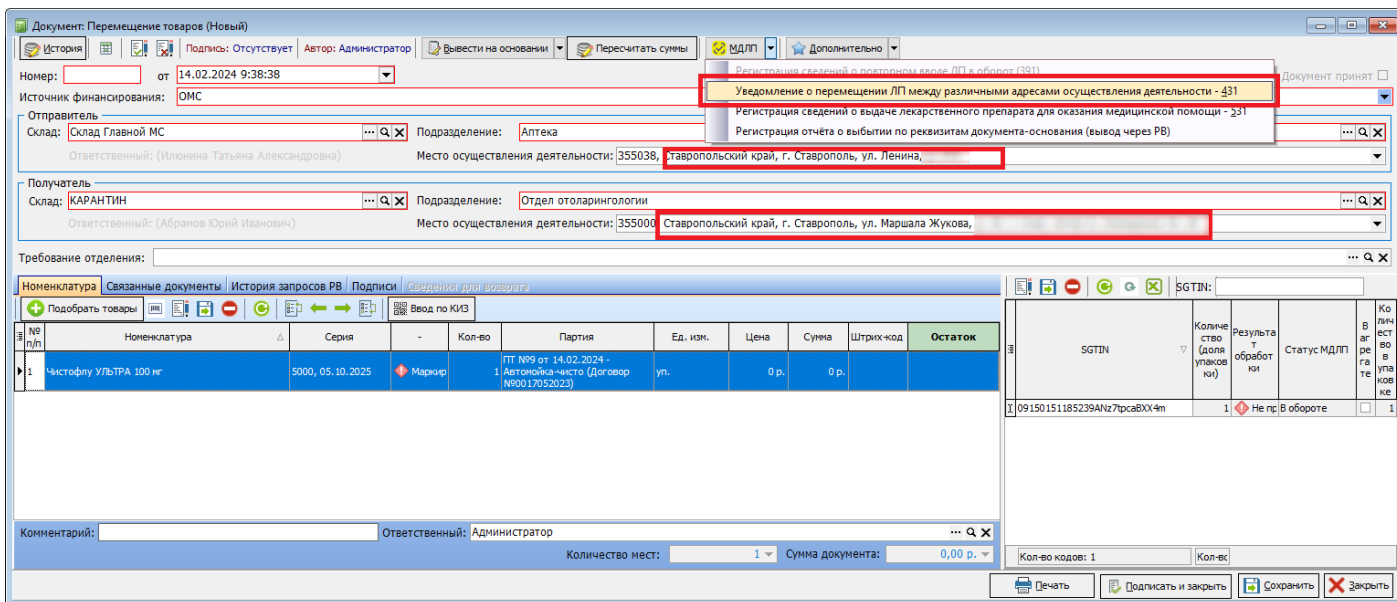 Документ: Перемещение товаров (Новый)
История Подпись: Отсутствует Автор: Администратор Вывести на основании Пересчитать суммы МДЛП Дополнительно
Номер: от 14.02.2024 9:38:38 Документ принят
Регистрация сведений о повторном вводе ЛП в оборот (391)
Уведомление о перемещении ЛП между различными адресами осуществления деятельности - 431
Регистрация сведений о выдаче лекарственного препарата для оказания медицинской помощи - 531
Регистрация отчёта о выбытии по реквизитам документа-основания (вывод через РВ)
Источник финансирования: ОМС
Отправитель
Склад: Склад Главной МС Подразделение: Аптека
Ответственный: (Илюнина Татьяна Александровна) Место осуществления деятельности: 355038, Ставропольский край, г. Ставрополь, ул. Ленина,
Получатель
Склад: КАРАНТИН Подразделение: Отдел отоларингологии
Ответственный: (Абрамов Юрий Иванович) Место осуществления деятельности: 355000 Ставропольский край, г. Ставрополь, ул. Маршала Жукова,
Требование отделения:
Номенклатура Связанные документы История запросов РВ Подписи Сведения для возврата
Подобрать товары Ввод по КИЗ SGTIN:
№ п/п Номенклатура Серия - Кол-во Партия Ед. изм. Цена Сумма Штрих-код Остаток
1 Чистофлу УЛЬТРА 100 мг 5000, 05.10.2025 Маркир 1 ПТ №9 от 14.02.2024 - Автомойка-чисто (Договор №0017052023) уп. 0 р. 0 р.
SGTIN Количество (доля упаковки) Результат обработки Статус МДЛП В агрегате Количество в упаковке
09150151185239ANz7tpcaBXX4m 1 Не пр В обороте 1
Комментарий: Ответственный: Администратор
Количество мест: 1 Сумма документа: 0,00 р.
Кол-во кодов: 1 Кол-вс
Печать Подписать и закрыть Сохранить Закрыть